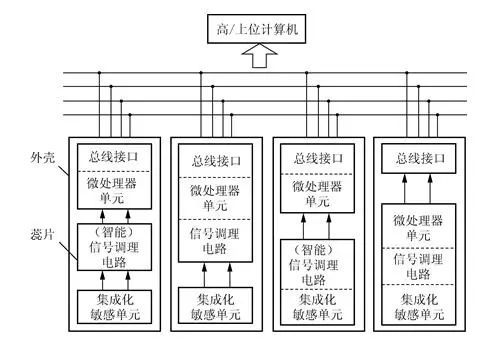 高/上位计算机
外壳
芯片
总线接口
微处理器
单元
（智能）
信号调理
电路
集成化
敏感单元
总线接口
微处理器
单元
信号调理
电路
集成化
敏感单元
总线接口
微处理器
单元
（智能）
信号调理
电路
集成化
敏感单元
总线接口
微处理器
单元
信号调理
电路
集成化
敏感单元